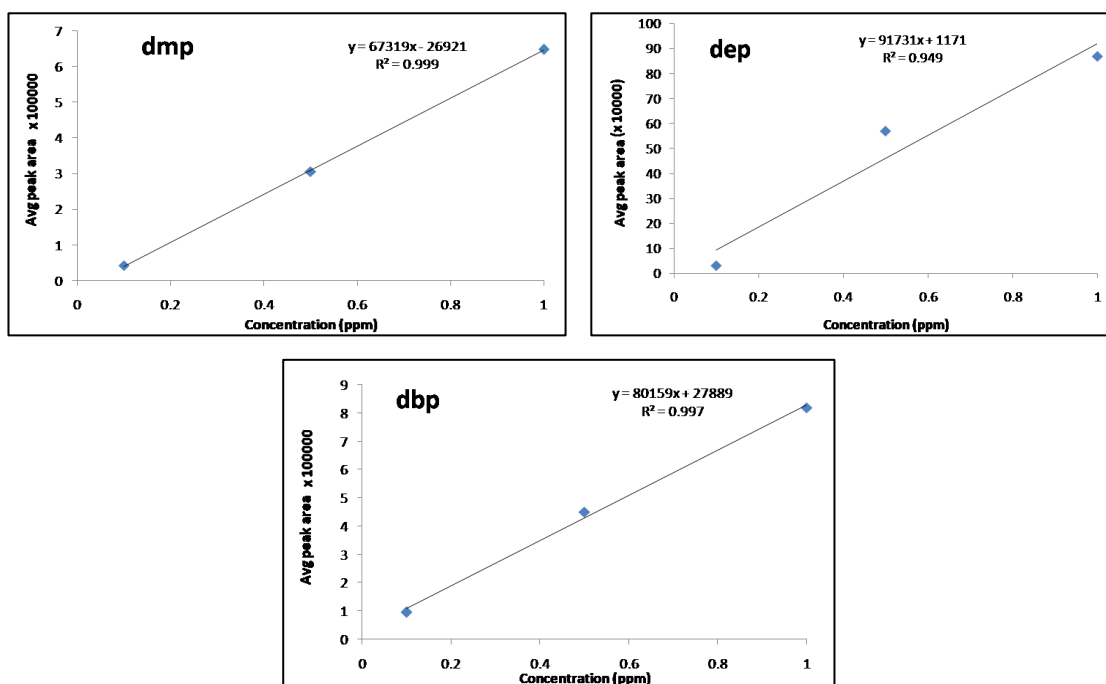 dmp
y = 67319x - 26921
R² = 0.999
Avg peak area x 100000
7
6
5
4
3
2
1
0
0 0.2 0.4 0.6 0.8 1
Concentration (ppm)
dep
y = 91731x + 1171
R² = 0.949
Avg peak area (x 10000)
100
90
80
70
60
50
40
30
20
10
0
0 0.2 0.4 0.6 0.8 1
Concentration (ppm)
dbp
y = 80159x + 27889
R² = 0.997
Avg peak area x 100000
9
8
7
6
5
4
3
2
1
0
0 0.2 0.4 0.6 0.8 1
Concentration (ppm)